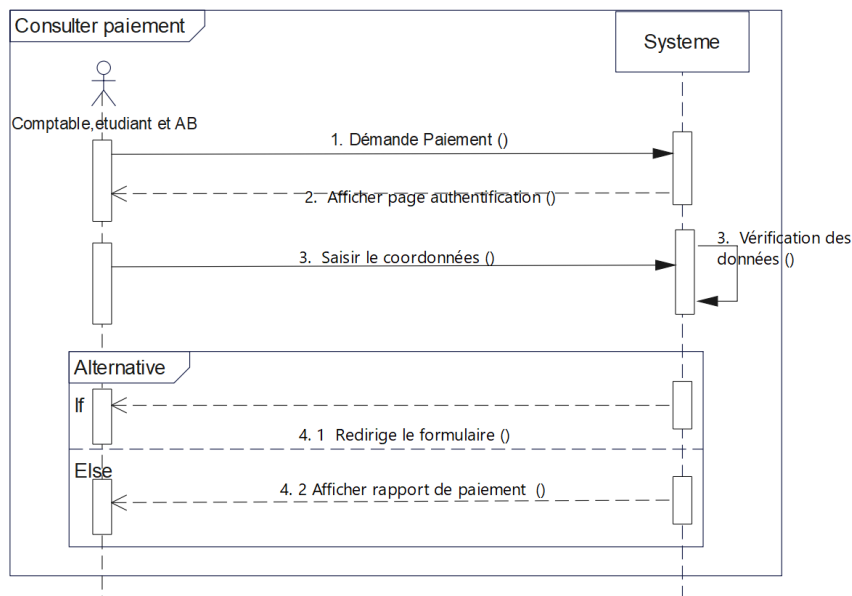 Consulter paiement
Systeme
Comptable,etudiant et AB
1. Démande Paiement ()
2. Afficher page authentification ()
3. Vérification des
données ()
3. Saisir le coordonnées ()
Alternative
If
4. 1 Redirige le formulaire ()
Else
4. 2 Afficher rapport de paiement ()